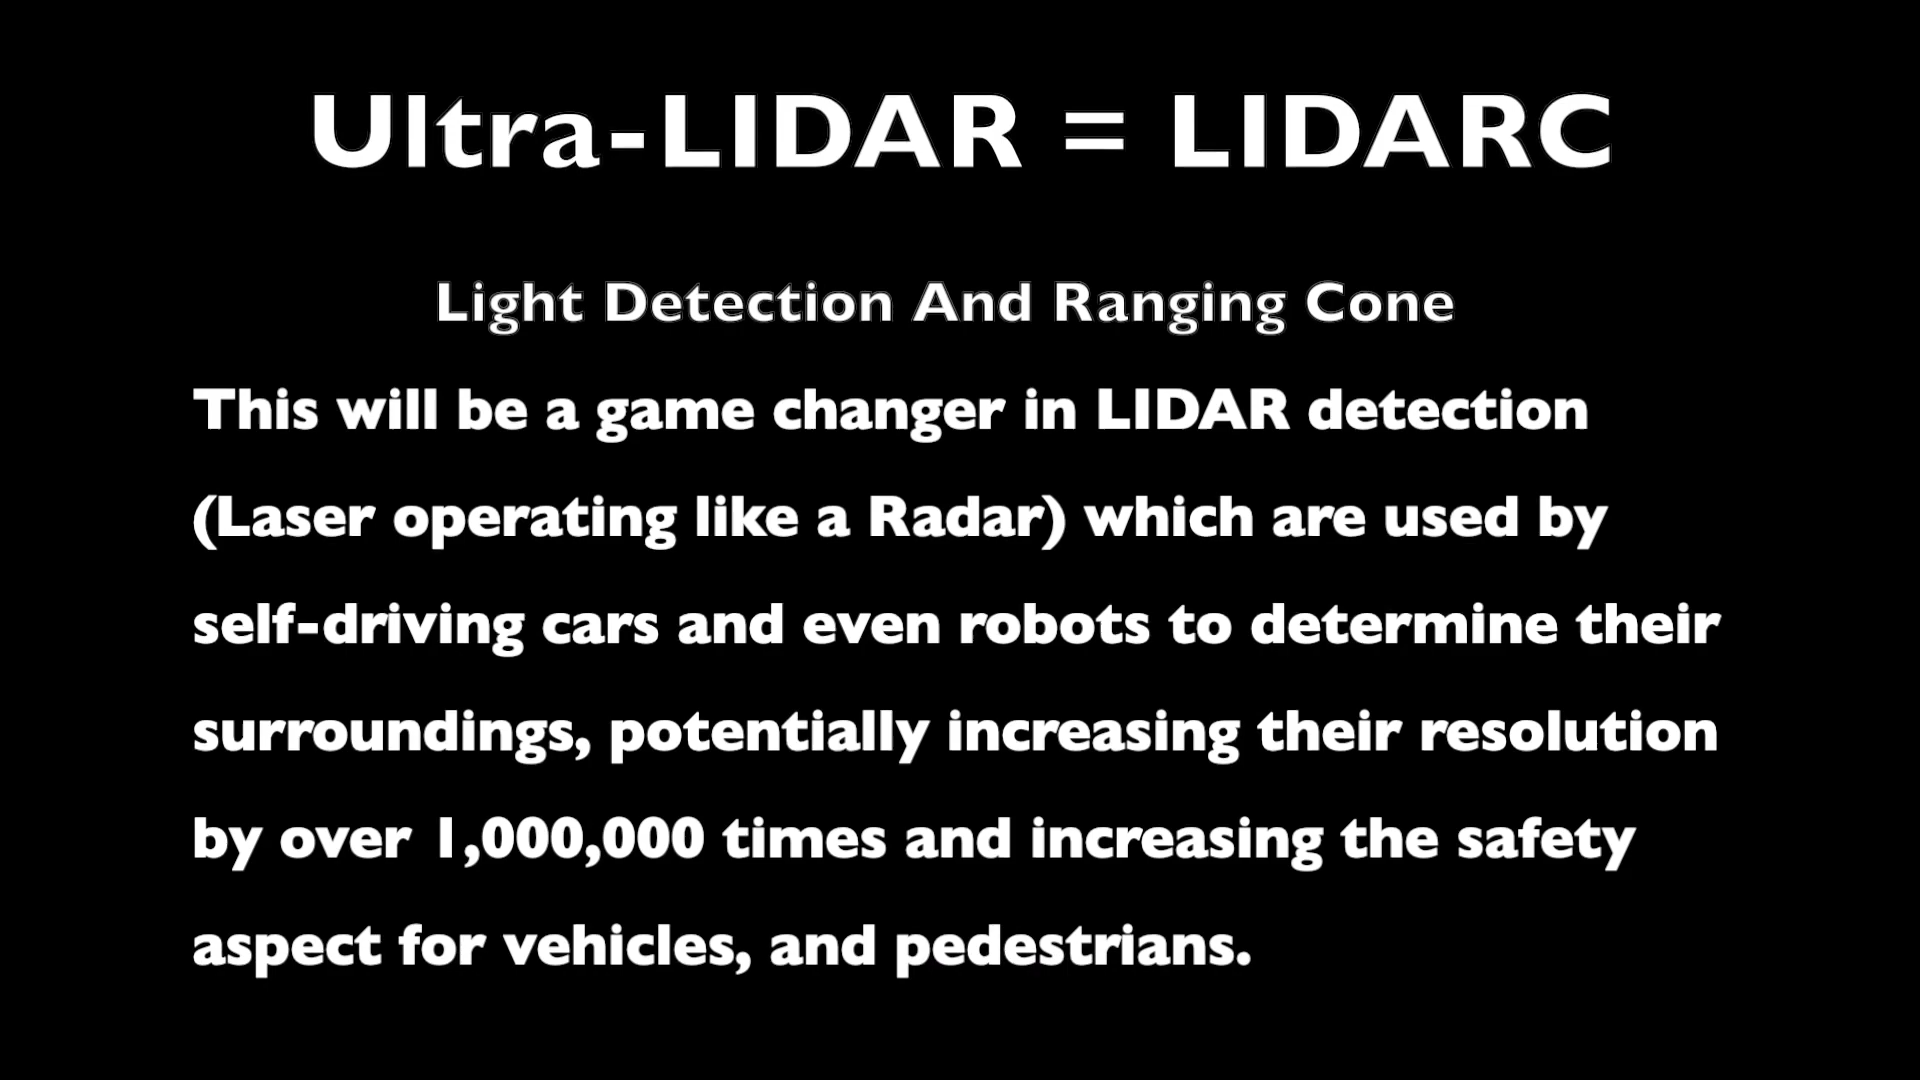 Ultra-LIDAR ≡ LIDARC
Light Detection And Ranging Cone
This will be a game changer in LIDAR detection
(Laser operating like a Radar) which are used by
self-driving cars and even robots to determine their
surroundings, potentially increasing their resolution
by over 1,000,000 times and increasing the safety
aspect for vehicles, and pedestrians.